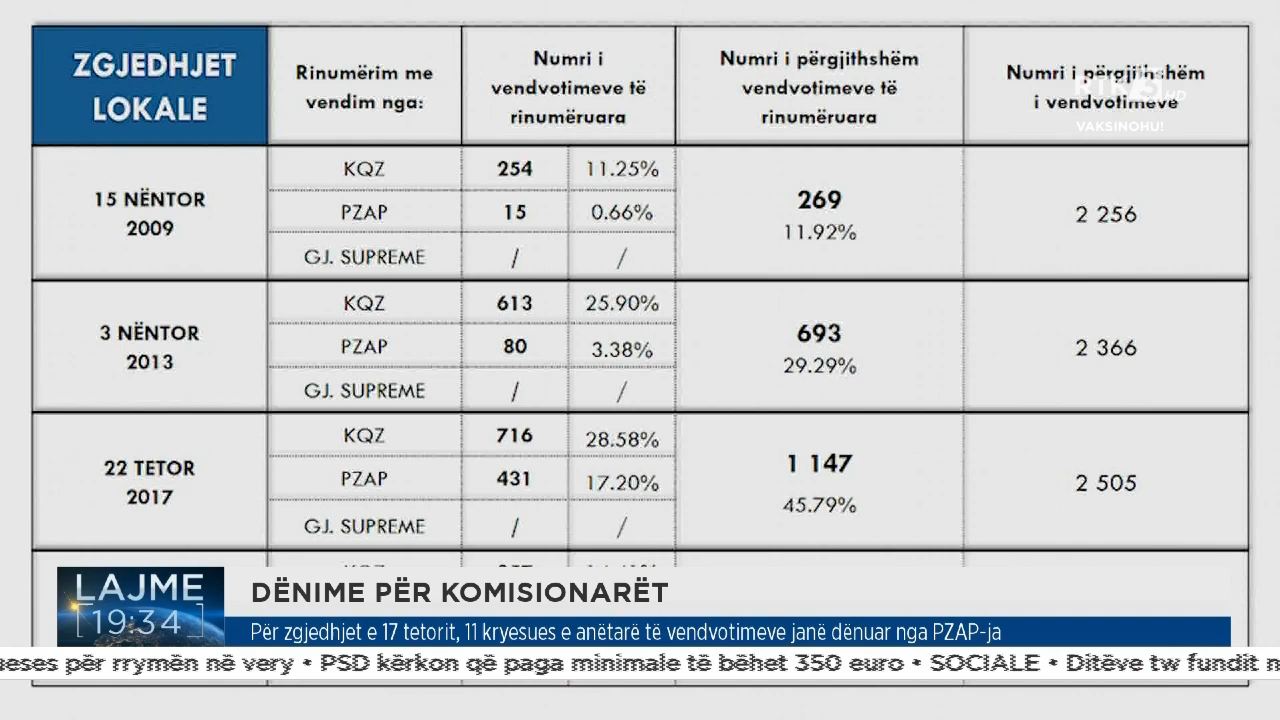 ZGJEDHJET
LOKALE
Rinumërim me
vendim nga:
Numri i
vendvotimeve të
rinumëruara
Numri i përgjithshëm
vendvotimeve të
rinumëruara
Numri i përgjithshëm
i vendvotimeve
RTK3 HD
VAKSINOHU!
15 NËNTOR
2009
KQZ 254 11.25%
PZAP 15 0.66%
GJ. SUPREME / /
269
11.92%
2 256
3 NËNTOR
2013
KQZ 613 25.90%
PZAP 80 3.38%
GJ. SUPREME / /
693
29.29%
2 366
22 TETOR
2017
KQZ 716 28.58%
PZAP 431 17.20%
GJ. SUPREME / /
1 147
45.79%
2 505
LAJME
19:34
DËNIME PËR KOMISIONARËT
Për zgjedhjet e 17 tetorit, 11 kryesues e anëtarë të vendvotimeve janë dënuar nga PZAP-ja
për rrymën në very • PSD kërkon që paga minimale të bëhet 350 euro • SOCIALE • Ditëve tw fundit